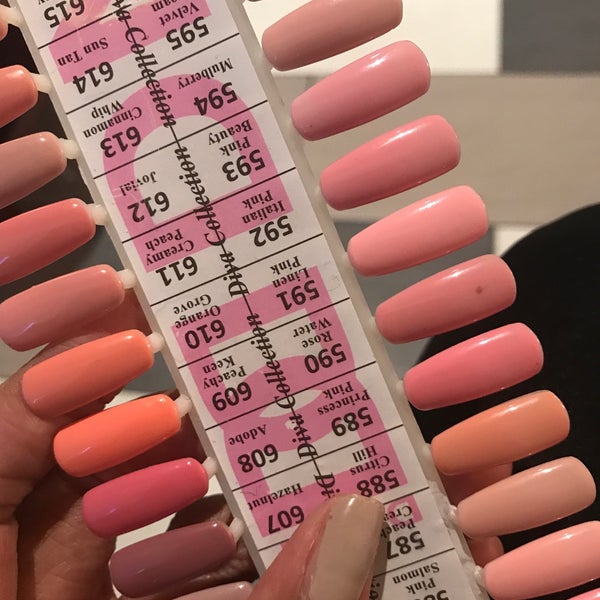 615
614
Sun Tan
613
Cinnamon
Whip
612
Jovial
611
Creamy
Peach
610
Orange
Grove
609
Peachy
Keen
608
Adobe
607
Hazelnut
595
Velvet
594
Mulberry
593
Pink
Beauty
592
Italian
Pink
591
Linen
Pink
590
Rose
Water
589
Princess
Pink
588
Citrus
Hill
587
Salmon
Pink
Diva Collection Diva Collection Diva Collection